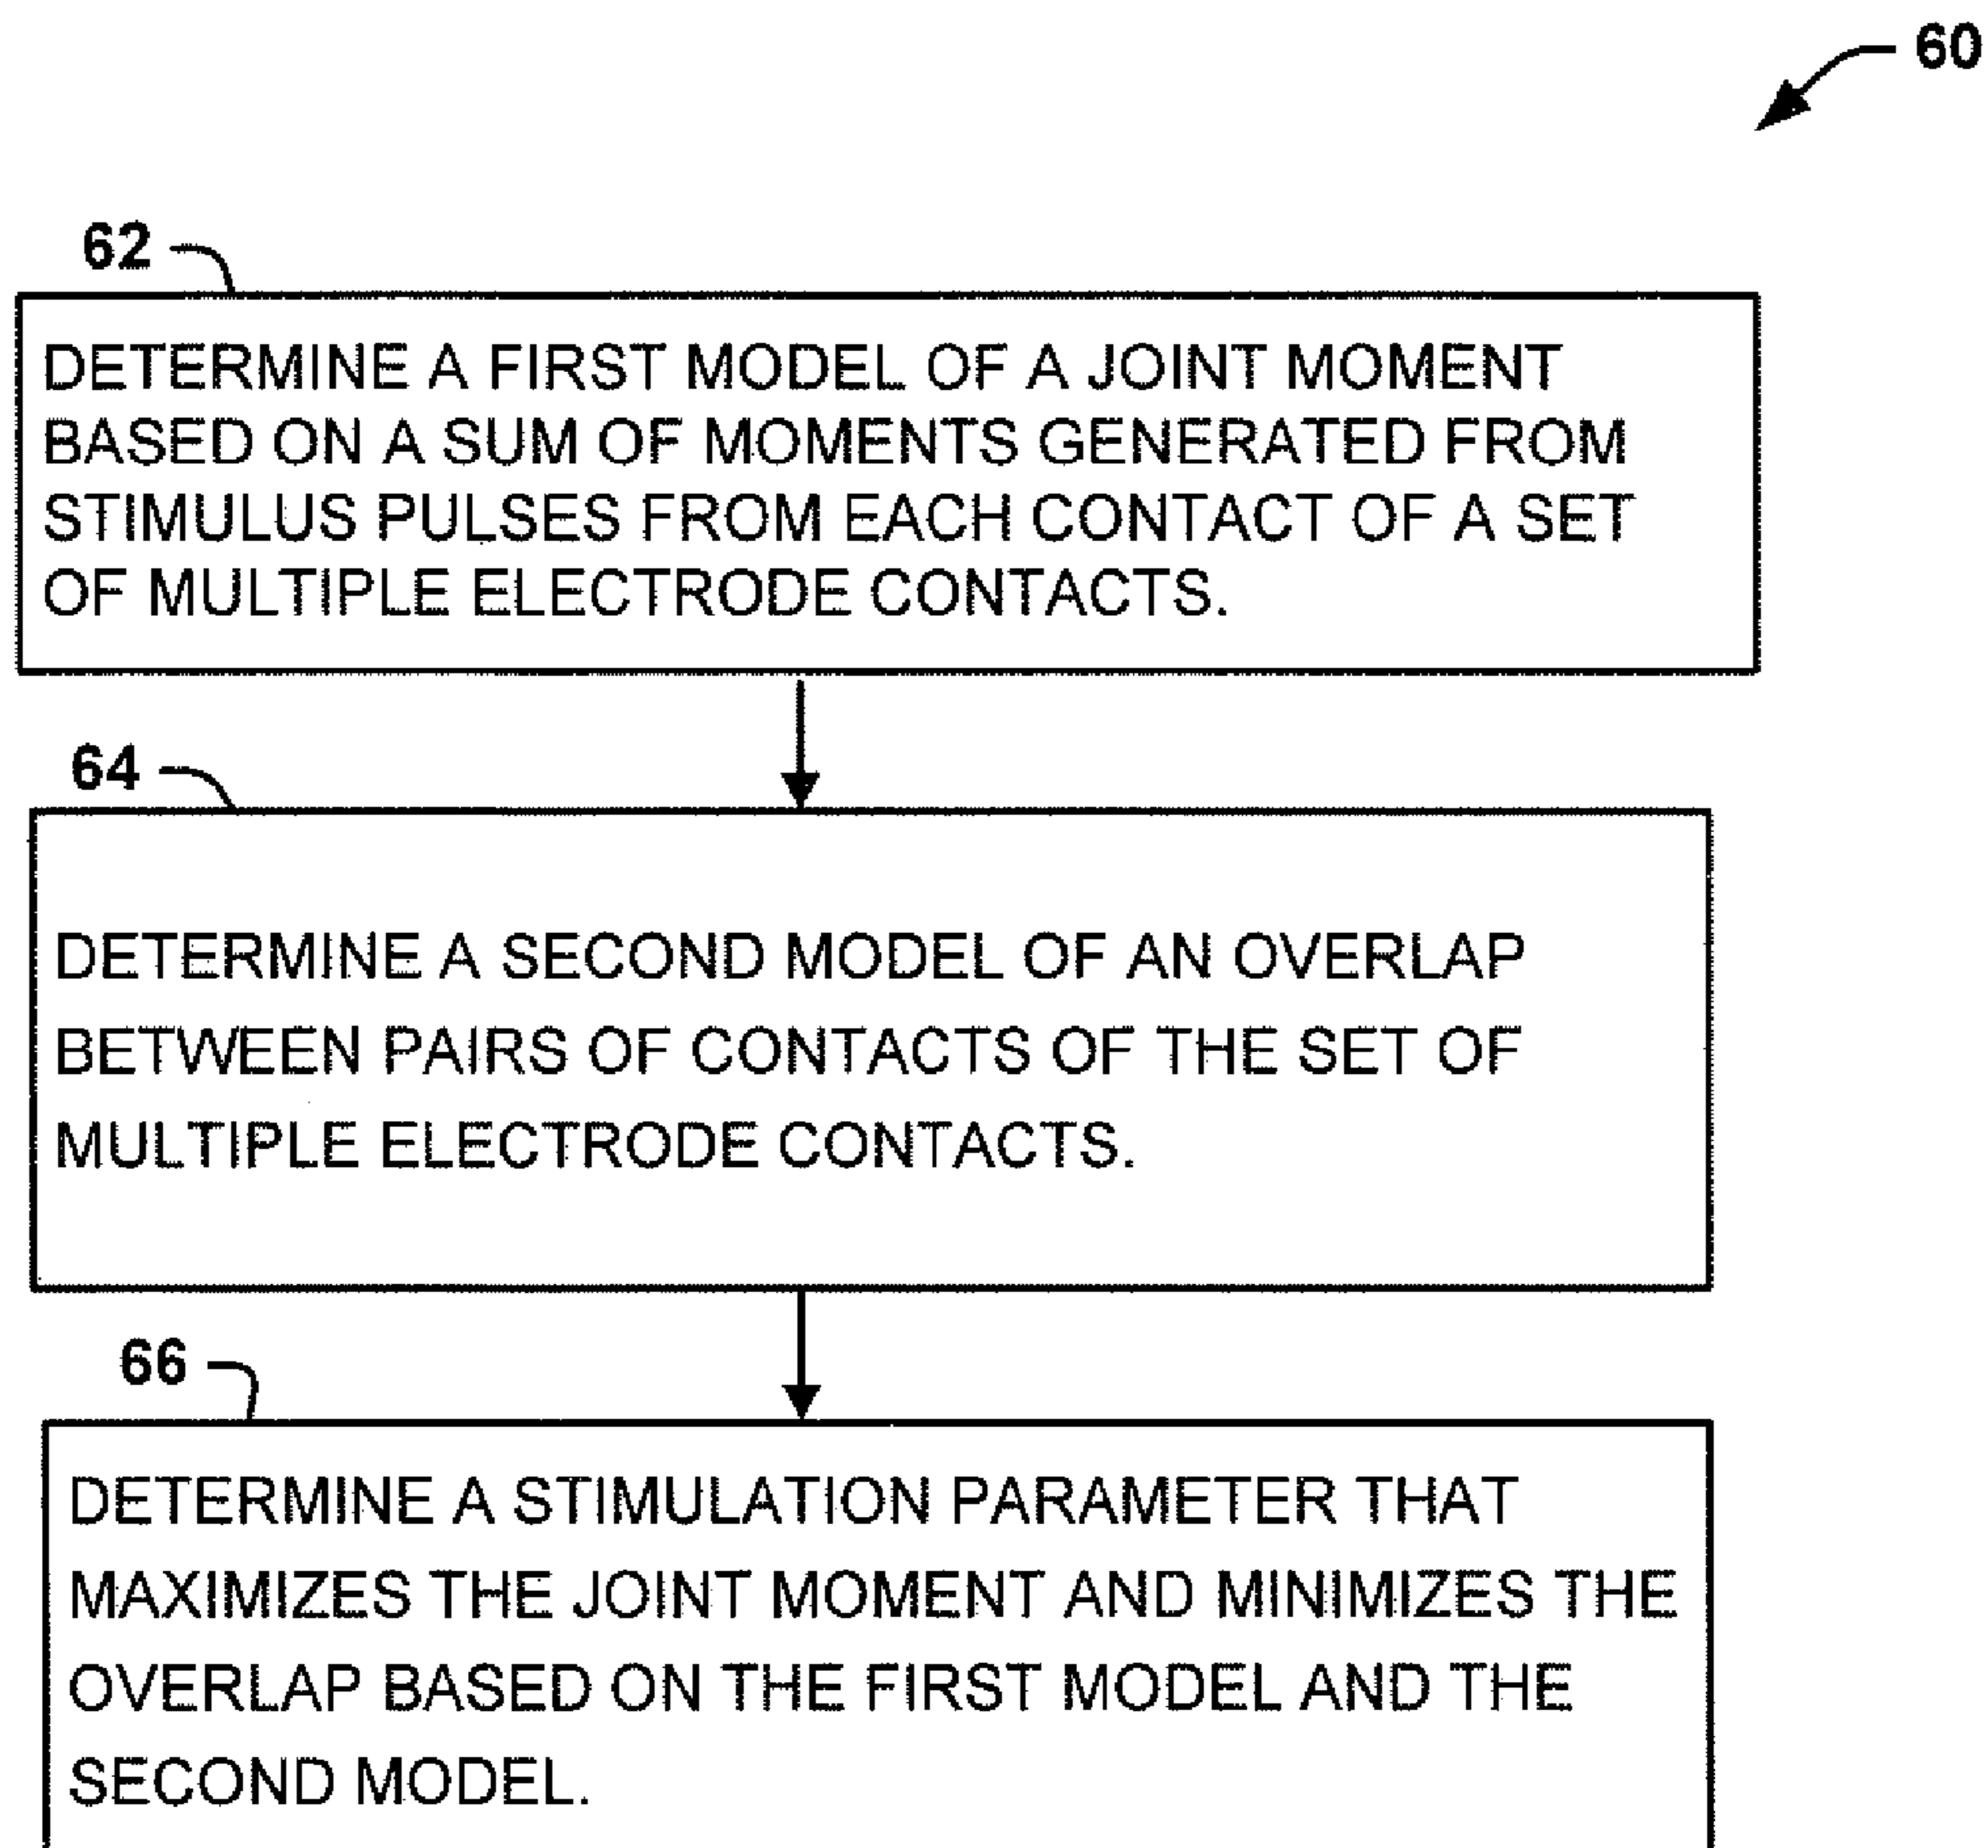 60
62
DETERMINE A FIRST MODEL OF A JOINT MOMENT
BASED ON A SUM OF MOMENTS GENERATED FROM
STIMULUS PULSES FROM EACH CONTACT OF A SET
OF MULTIPLE ELECTRODE CONTACTS.
64
DETERMINE A SECOND MODEL OF AN OVERLAP
BETWEEN PAIRS OF CONTACTS OF THE SET OF
MULTIPLE ELECTRODE CONTACTS.
66
DETERMINE A STIMULATION PARAMETER THAT
MAXIMIZES THE JOINT MOMENT AND MINIMIZES THE
OVERLAP BASED ON THE FIRST MODEL AND THE
SECOND MODEL.